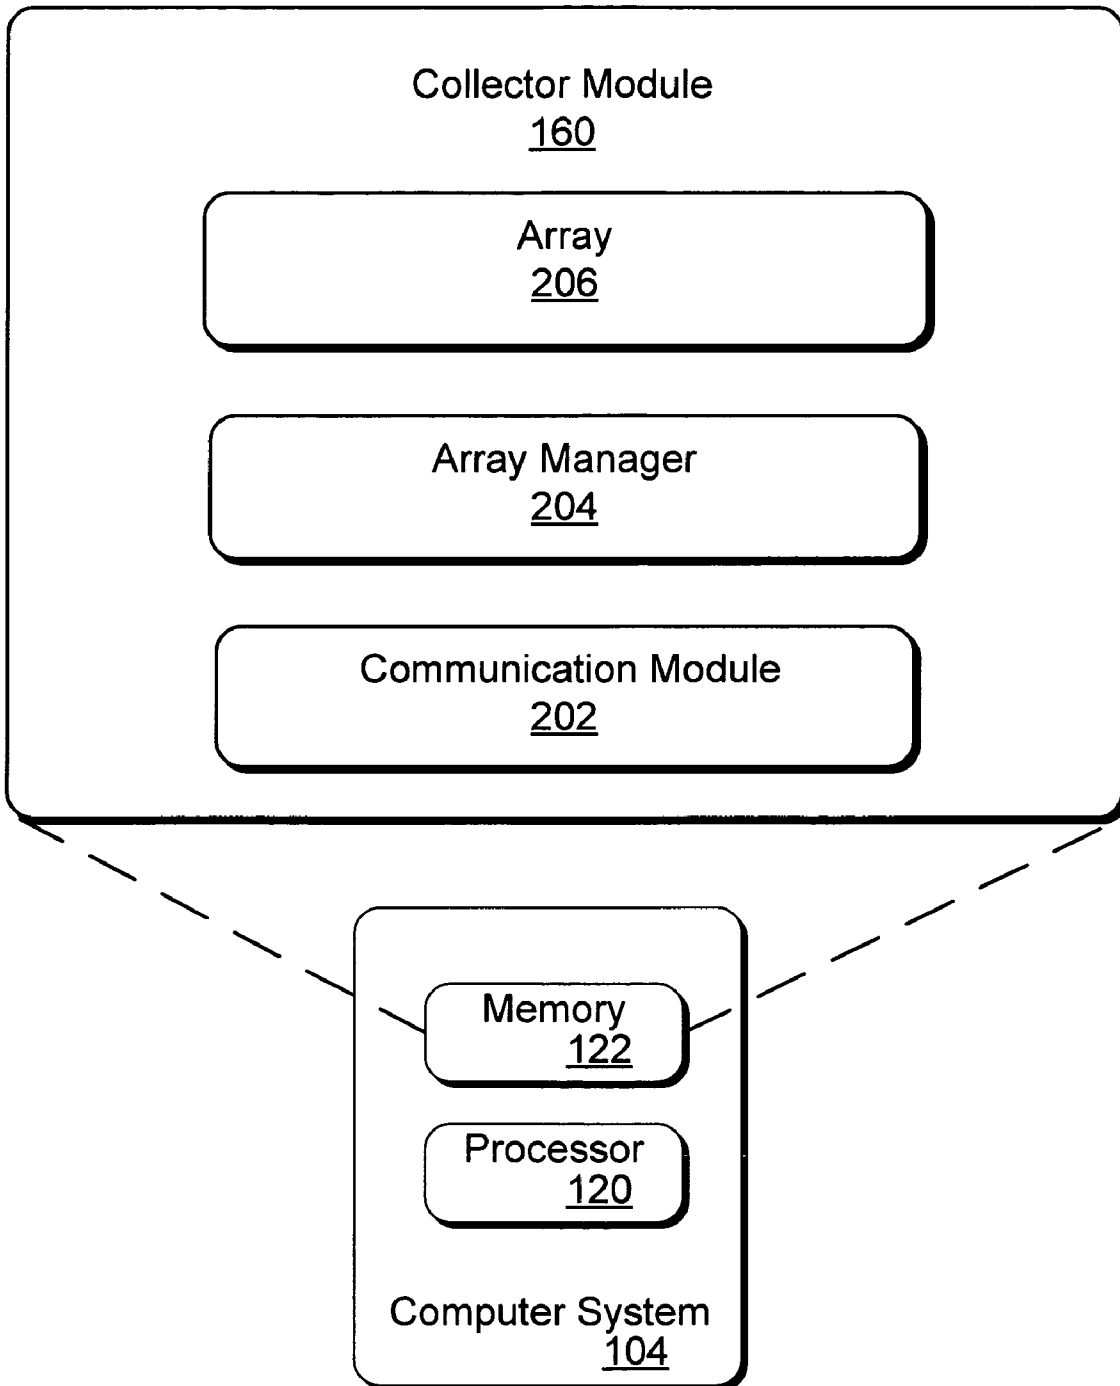 Collector Module
160
Array
206
Array Manager
204
Communication Module
202
Memory
122
Processor
120
Computer System
104